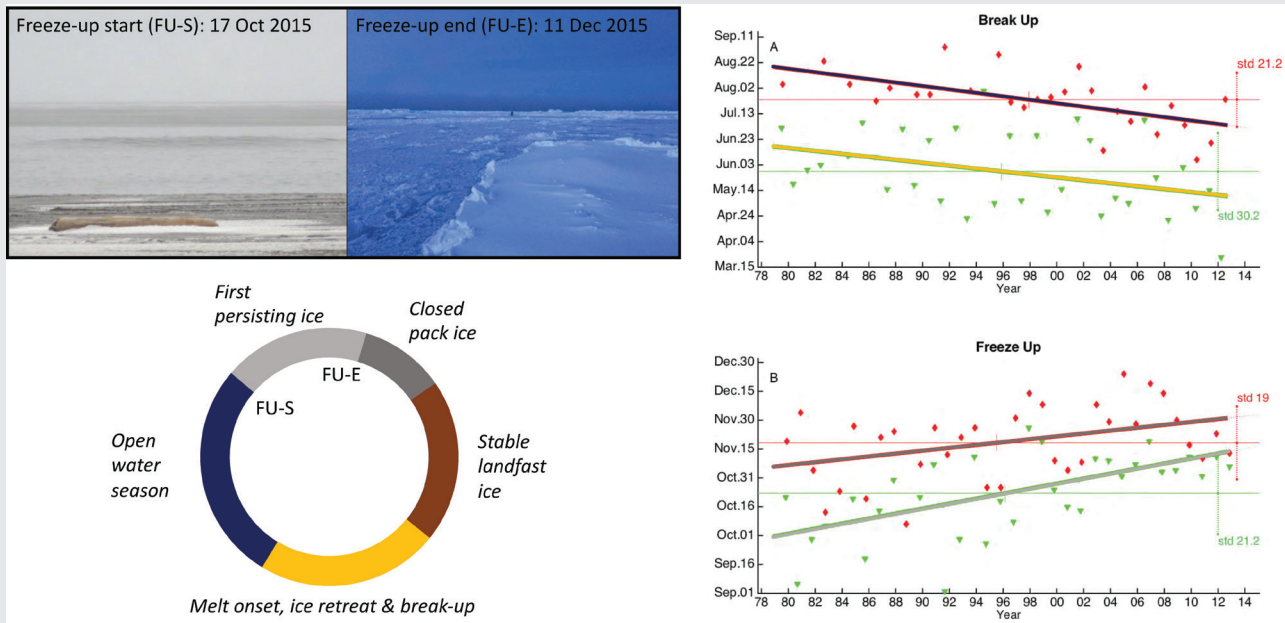 Freeze-up start (FU-S): 17 Oct 2015
Freeze-up end (FU-E): 11 Dec 2015
First
persisting ice
Closed
pack ice
FU-E
FU-S
Open
water
season
Stable
landfast
ice
Melt onset, ice retreat & break-up
Break Up
A
Sep.11
Aug.22
Aug.02
Jul.13
Jun.23
Jun.03
May.14
Apr.24
Apr.04
Mar.15
std 21.2
std 30.2
78 80 82 84 86 88 90 92 94 96 98 00 02 04 06 08 10 12 14
Year
Freeze Up
B
Dec.30
Dec.15
Nov.30
Nov.15
Oct.31
Oct.16
Oct.01
Sep.16
Sep.01
std 19
std 21.2
78 80 82 84 86 88 90 92 94 96 98 00 02 04 06 08 10 12 14
Year